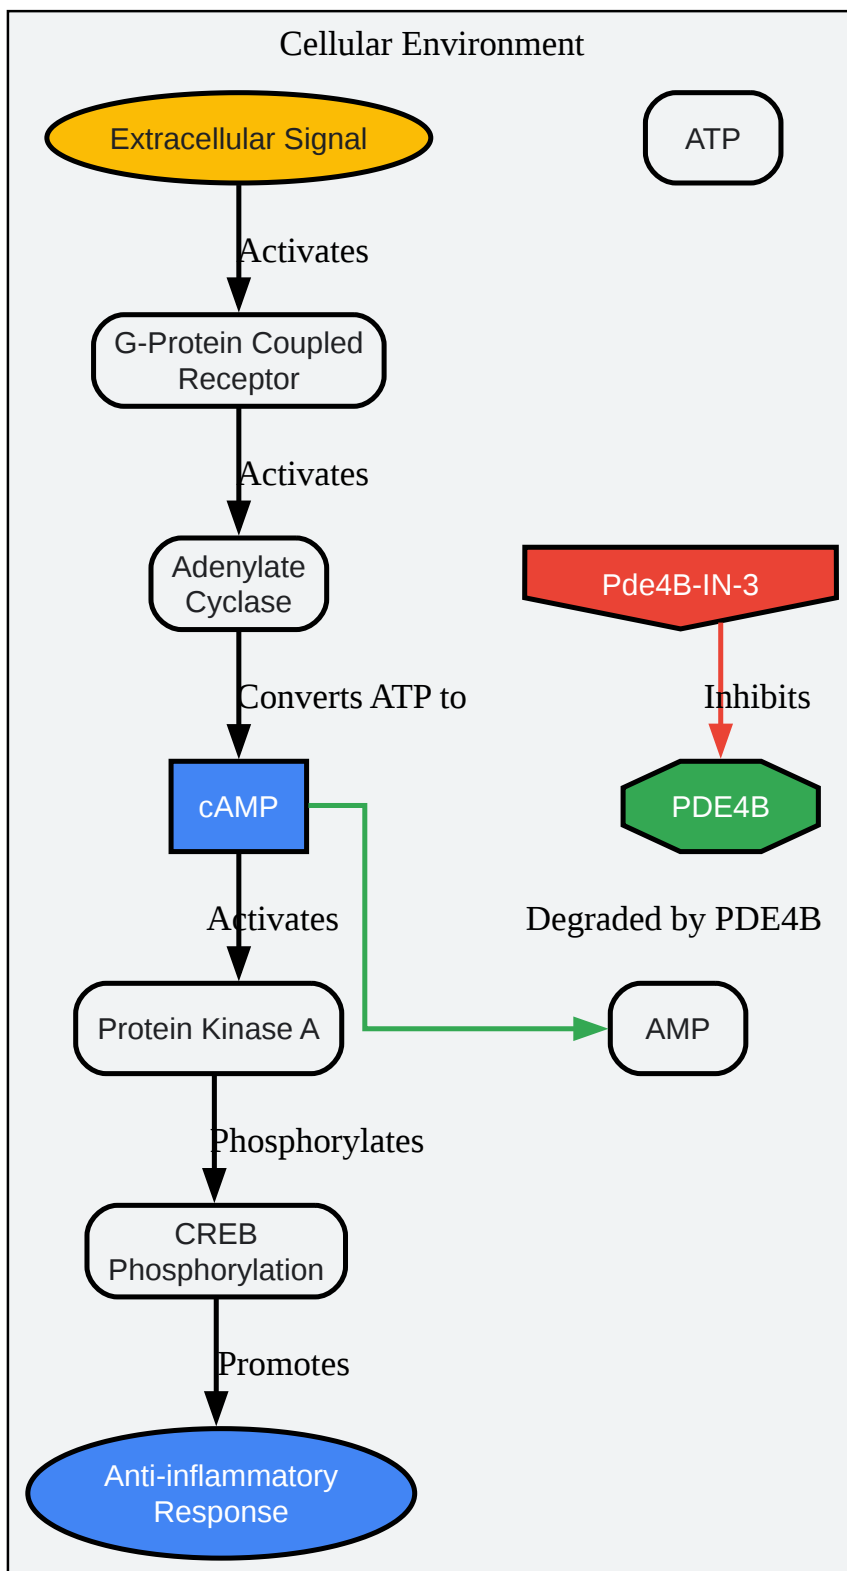 Cellular Environment
Extracellular Signal
ATP
Activates
G-Protein Coupled
Receptor
Activates
Adenylate
Cyclase
Pde4B-IN-3
Converts ATP to
Inhibits
cAMP
PDE4B
Activates
Degraded by PDE4B
Protein Kinase A
AMP
Phosphorylates
CREB
Phosphorylation
Promotes
Anti-inflammatory
Response